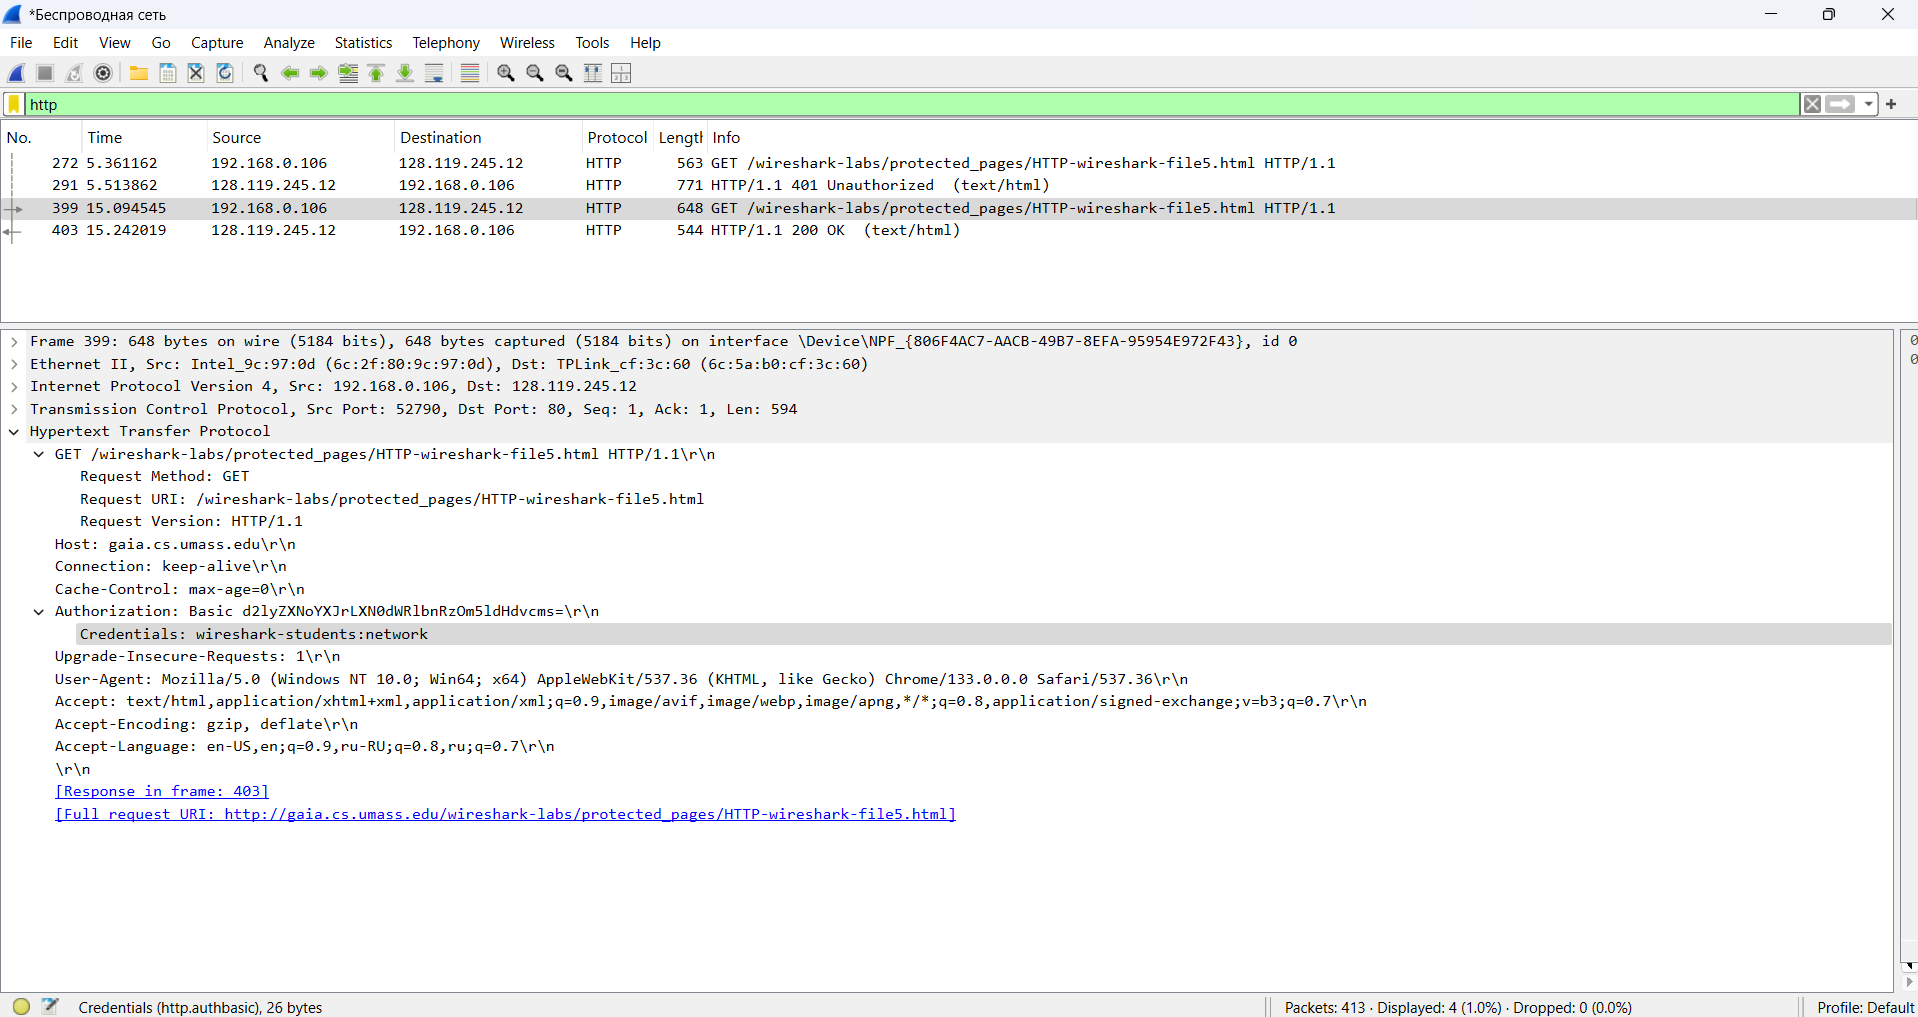 *Беспроводная сеть
File Edit View Go Capture Analyze Statistics Telephony Wireless Tools Help
http
No. Time Source Destination Protocol Length Info
272 5.361162 192.168.0.106 128.119.245.12 HTTP 563 GET /wireshark-labs/protected_pages/HTTP-wireshark-file5.html HTTP/1.1
291 5.513862 128.119.245.12 192.168.0.106 HTTP 771 HTTP/1.1 401 Unauthorized (text/html)
399 15.094545 192.168.0.106 128.119.245.12 HTTP 648 GET /wireshark-labs/protected_pages/HTTP-wireshark-file5.html HTTP/1.1
403 15.242019 128.119.245.12 192.168.0.106 HTTP 544 HTTP/1.1 200 OK (text/html)
Frame 399: 648 bytes on wire (5184 bits), 648 bytes captured (5184 bits) on interface \Device\NPF_{806F4AC7-AACB-49B7-8EFA-95954E972F43}, id 0
Ethernet II, Src: Intel_9c:97:0d (6c:2f:80:9c:97:0d), Dst: TPLink_cf:3c:60 (6c:5a:b0:cf:3c:60)
Internet Protocol Version 4, Src: 192.168.0.106, Dst: 128.119.245.12
Transmission Control Protocol, Src Port: 52790, Dst Port: 80, Seq: 1, Ack: 1, Len: 594
Hypertext Transfer Protocol
GET /wireshark-labs/protected_pages/HTTP-wireshark-file5.html HTTP/1.1\r\n
Request Method: GET
Request URI: /wireshark-labs/protected_pages/HTTP-wireshark-file5.html
Request Version: HTTP/1.1
Host: gaia.cs.umass.edu\r\n
Connection: keep-alive\r\n
Cache-Control: max-age=0\r\n
Authorization: Basic d2lyZXNoYXJrLXN0dWRlbnRzOm5ldHdvcms=\r\n
Credentials: wireshark-students:network
Upgrade-Insecure-Requests: 1\r\n
User-Agent: Mozilla/5.0 (Windows NT 10.0; Win64; x64) AppleWebKit/537.36 (KHTML, like Gecko) Chrome/133.0.0.0 Safari/537.36\r\n
Accept: text/html,application/xhtml+xml,application/xml;q=0.9,image/avif,image/webp,image/apng,*/*;q=0.8,application/signed-exchange;v=b3;q=0.7\r\n
Accept-Encoding: gzip, deflate\r\n
Accept-Language: en-US,en;q=0.9,ru-RU;q=0.8,ru;q=0.7\r\n
\r\n
[Response in frame: 403]
[Full request URI: http://gaia.cs.umass.edu/wireshark-labs/protected_pages/HTTP-wireshark-file5.html]
Credentials (http.authbasic), 26 bytes
Packets: 413 · Displayed: 4 (1.0%) · Dropped: 0 (0.0%)
Profile: Default